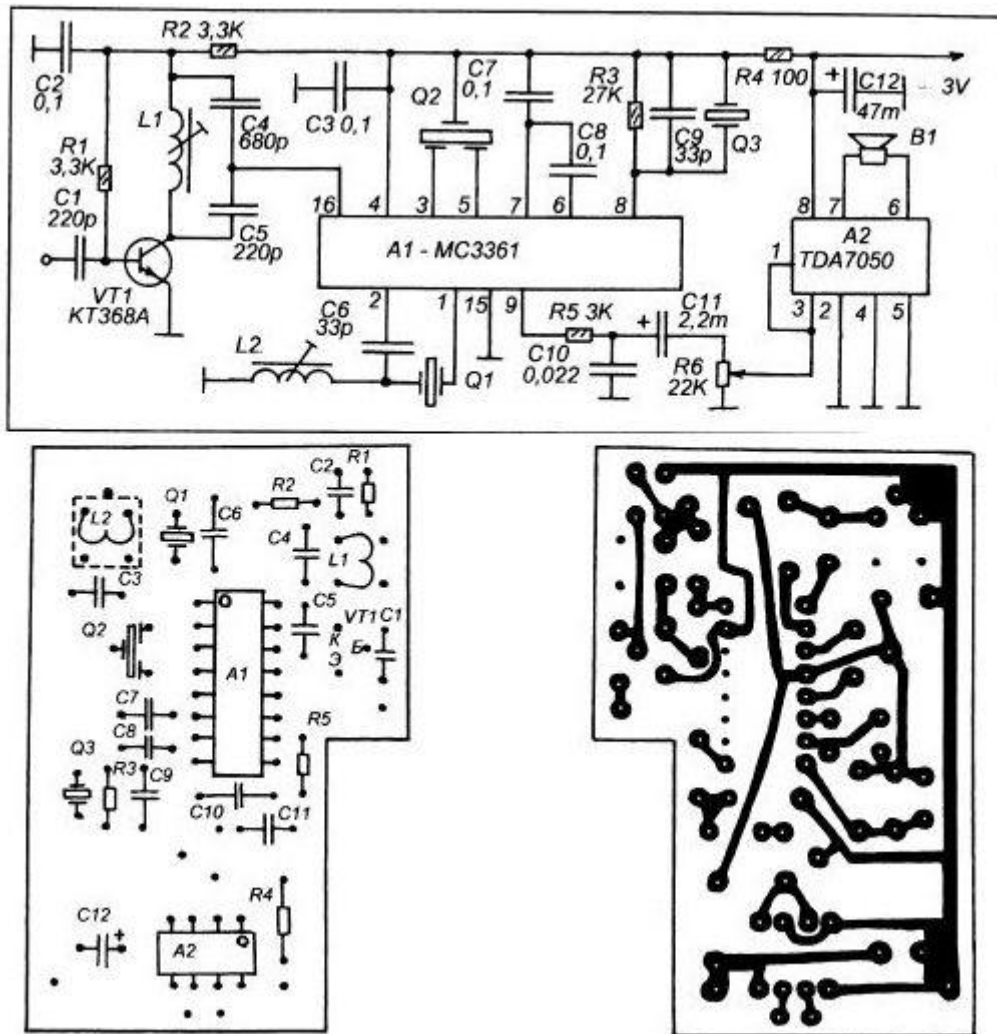 R2 3,3K
C2
0,1
L1
C4
680p
R1
3,3K
C1
220p
C5
220p
VT1
KT368A
C3 0,1
Q2
C7
0,1
C8
0,1
R3
27K
C9
33p
Q3
R4 100
+ C12
47m
- 3V
B1
16 4 3 5 7 6 8
A1 - MC3361
2 1 15 9
8 7 6
1
A2
TDA7050
3 2 4 5
C6
33p
L2
Q1
R5 3K
+ C11
2,2m
C10
0,022
R6
22K
L2
Q1
C6
R2
C2
R1
C4
L1
C3
C5
VT1
C1
К
Б
Э
Q2
A1
C7
C8
R5
Q3
R3
C9
C10
C11
R4
C12
+
A2